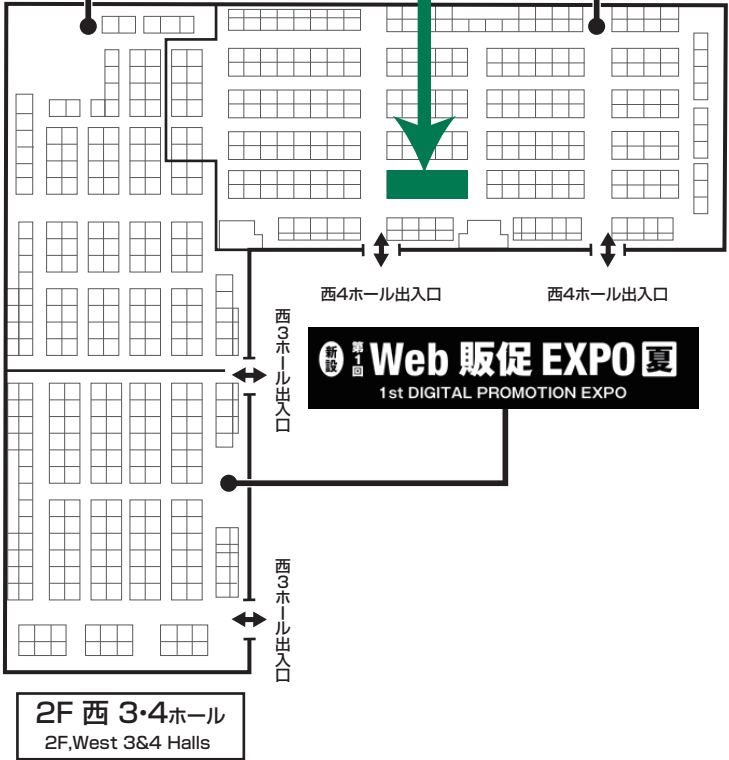 西4ホール出入口
西4ホール出入口
西3ホール出入口
新設 第1回 Web 販促 EXPO 夏
1st DIGITAL PROMOTION EXPO
西3ホール出入口
2F 西 3・4ホール
2F,West 3&4 Halls